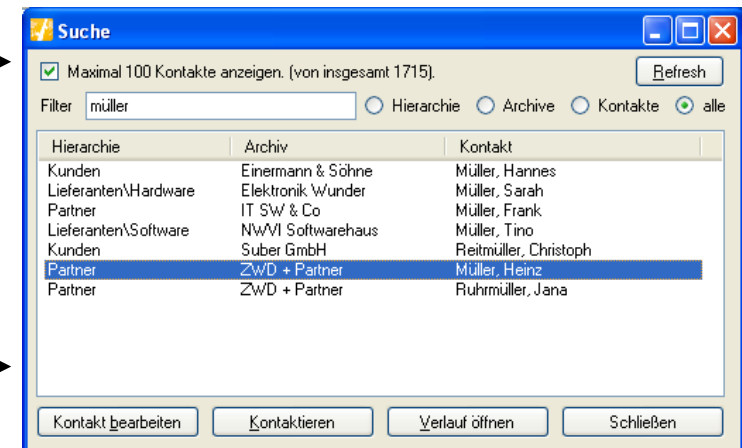 Suche
Maximal 100 Kontakte anzeigen. (von insgesamt 1715). Refresh
Filter müller Hierarchie Archive Kontakte alle
Hierarchie Archiv Kontakt
Kunden Einermann & Söhne Müller, Hannes
Lieferanten\Hardware Elektronik Wunder Müller, Sarah
Partner IT SW & Co Müller, Frank
Lieferanten\Software NWVI Softwarehaus Müller, Tino
Kunden Suber GmbH Reitmüller, Christoph
Partner ZWD + Partner Müller, Heinz
Partner ZWD + Partner Ruhrmüller, Jana
Kontakt bearbeiten Kontaktieren Verlauf öffnen Schließen